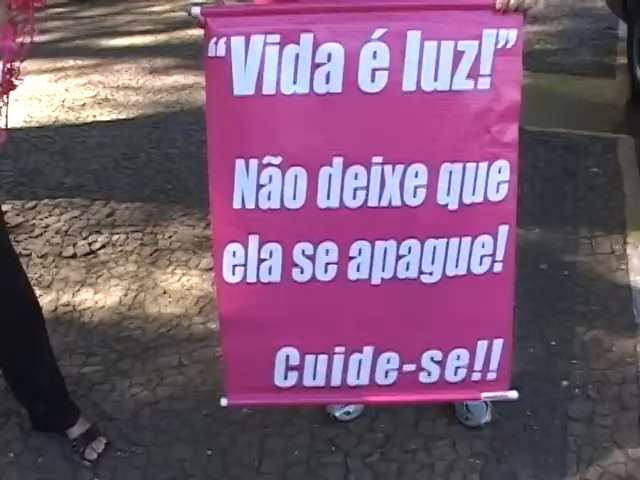 “Vida é luz!”
Não deixe que
ela se apague!
Cuide-se!!